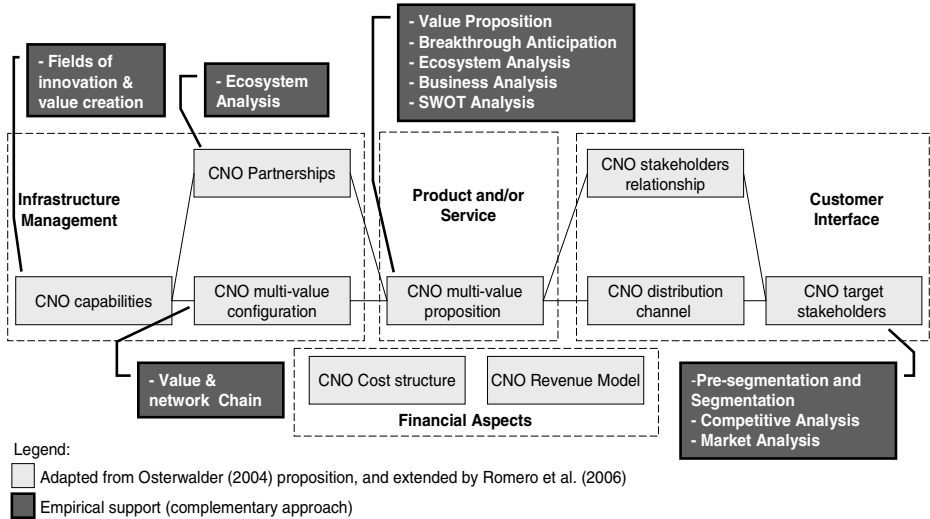 - Fields of
innovation &
value creation
- Ecosystem
Analysis
- Value Proposition
- Breakthrough Anticipation
- Ecosystem Analysis
- Business Analysis
- SWOT Analysis
Infrastructure
Management
CNO Partnerships
CNO capabilities
CNO multi-value
configuration
Product and/or
Service
CNO multi-value
proposition
CNO stakeholders
relationship
Customer
Interface
CNO distribution
channel
CNO target
stakeholders
- Value &
network Chain
CNO Cost structure
CNO Revenue Model
Financial Aspects
-Pre-segmentation and
Segmentation
- Competitive Analysis
- Market Analysis
Legend:
Adapted from Osterwalder (2004) proposition, and extended by Romero et al. (2006)
Empirical support (complementary approach)